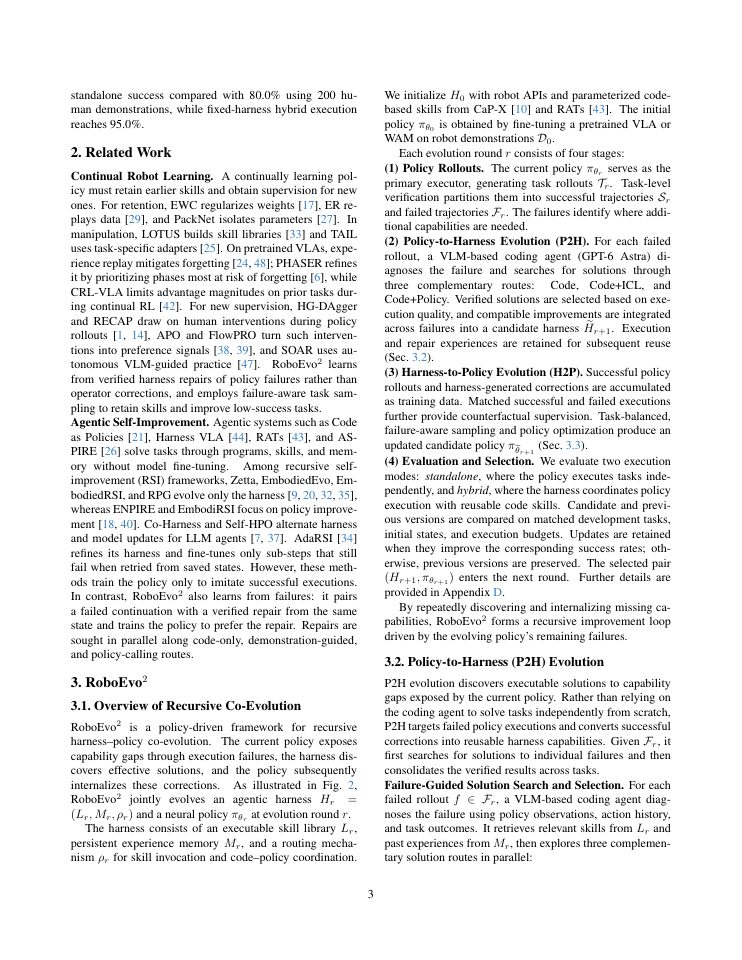 standalone success compared with 80.0% using 200 hu-
man demonstrations, while fixed-harness hybrid execution
reaches 95.0%.
2. Related Work
Continual Robot Learning. A continually learning pol-
icy must retain earlier skills and obtain supervision for new
ones. For retention, EWC regularizes weights [17], ER re-
plays data [29], and PackNet isolates parameters [27]. In
manipulation, LOTUS builds skill libraries [33] and TAIL
uses task-specific adapters [25]. On pretrained VLAs, expe-
rience replay mitigates forgetting [24, 48]; PHASER refines
it by prioritizing phases most at risk of forgetting [6], while
CRL-VLA limits advantage magnitudes on prior tasks dur-
ing continual RL [42]. For new supervision, HG-DAgger
and RECAP draw on human interventions during policy
rollouts [1, 14], APO and FlowPRO turn such interven-
tions into preference signals [38, 39], and SOAR uses au-
tonomous VLM-guided practice [47]. RoboEvo² learns
from verified harness repairs of policy failures rather than
operator corrections, and employs failure-aware task sam-
pling to retain skills and improve low-success tasks.
Agentic Self-Improvement. Agentic systems such as Code
as Policies [21], Harness VLA [44], RATs [43], and AS-
PIRE [26] solve tasks through programs, skills, and mem-
ory without model fine-tuning. Among recursive self-
improvement (RSI) frameworks, Zetta, EmbodiedEvo, Em-
bodiedRSI, and RPG evolve only the harness [9, 20, 32, 35],
whereas ENPIRE and EmbodiRSI focus on policy improve-
ment [18, 40]. Co-Harness and Self-HPO alternate harness
and model updates for LLM agents [7, 37]. AdaRSI [34]
refines its harness and fine-tunes only sub-steps that still
fail when retried from saved states. However, these meth-
ods train the policy only to imitate successful executions.
In contrast, RoboEvo² also learns from failures: it pairs
a failed continuation with a verified repair from the same
state and trains the policy to prefer the repair. Repairs are
sought in parallel along code-only, demonstration-guided,
and policy-calling routes.
3. RoboEvo²
3.1. Overview of Recursive Co-Evolution
RoboEvo² is a policy-driven framework for recursive
harness–policy co-evolution. The current policy exposes
capability gaps through execution failures, the harness dis-
covers effective solutions, and the policy subsequently
internalizes these corrections. As illustrated in Fig. 2,
RoboEvo² jointly evolves an agentic harness H_r =
(L_r, M_r, ρ_r) and a neural policy π_{θ_r} at evolution round r.
The harness consists of an executable skill library L_r,
persistent experience memory M_r, and a routing mecha-
nism ρ_r for skill invocation and code–policy coordination.
We initialize H_0 with robot APIs and parameterized code-
based skills from CaP-X [10] and RATs [43]. The initial
policy π_{θ_0} is obtained by fine-tuning a pretrained VLA or
WAM on robot demonstrations 𝒟_0.
Each evolution round r consists of four stages:
(1) Policy Rollouts. The current policy π_{θ_r} serves as the
primary executor, generating task rollouts 𝒯_r. Task-level
verification partitions them into successful trajectories 𝒮_r
and failed trajectories ℱ_r. The failures identify where addi-
tional capabilities are needed.
(2) Policy-to-Harness Evolution (P2H). For each failed
rollout, a VLM-based coding agent (GPT-6 Astra) di-
agnoses the failure and searches for solutions through
three complementary routes: Code, Code+ICL, and
Code+Policy. Verified solutions are selected based on exe-
cution quality, and compatible improvements are integrated
across failures into a candidate harness H̃_{r+1}. Execution
and repair experiences are retained for subsequent reuse
(Sec. 3.2).
(3) Harness-to-Policy Evolution (H2P). Successful policy
rollouts and harness-generated corrections are accumulated
as training data. Matched successful and failed executions
further provide counterfactual supervision. Task-balanced,
failure-aware sampling and policy optimization produce an
updated candidate policy π_{θ̃_{r+1}} (Sec. 3.3).
(4) Evaluation and Selection. We evaluate two execution
modes: standalone, where the policy executes tasks inde-
pendently, and hybrid, where the harness coordinates policy
execution with reusable code skills. Candidate and previ-
ous versions are compared on matched development tasks,
initial states, and execution budgets. Updates are retained
when they improve the corresponding success rates; oth-
erwise, previous versions are preserved. The selected pair
(H_{r+1}, π_{θ_{r+1}}) enters the next round. Further details are
provided in Appendix D.
By repeatedly discovering and internalizing missing ca-
pabilities, RoboEvo² forms a recursive improvement loop
driven by the evolving policy's remaining failures.
3.2. Policy-to-Harness (P2H) Evolution
P2H evolution discovers executable solutions to capability
gaps exposed by the current policy. Rather than relying on
the coding agent to solve tasks independently from scratch,
P2H targets failed policy executions and converts successful
corrections into reusable harness capabilities. Given ℱ_r, it
first searches for solutions to individual failures and then
consolidates the verified results across tasks.
Failure-Guided Solution Search and Selection. For each
failed rollout f ∈ ℱ_r, a VLM-based coding agent diag-
noses the failure using policy observations, action history,
and task outcomes. It retrieves relevant skills from L_r and
past experiences from M_r, then explores three complemen-
tary solution routes in parallel:
3